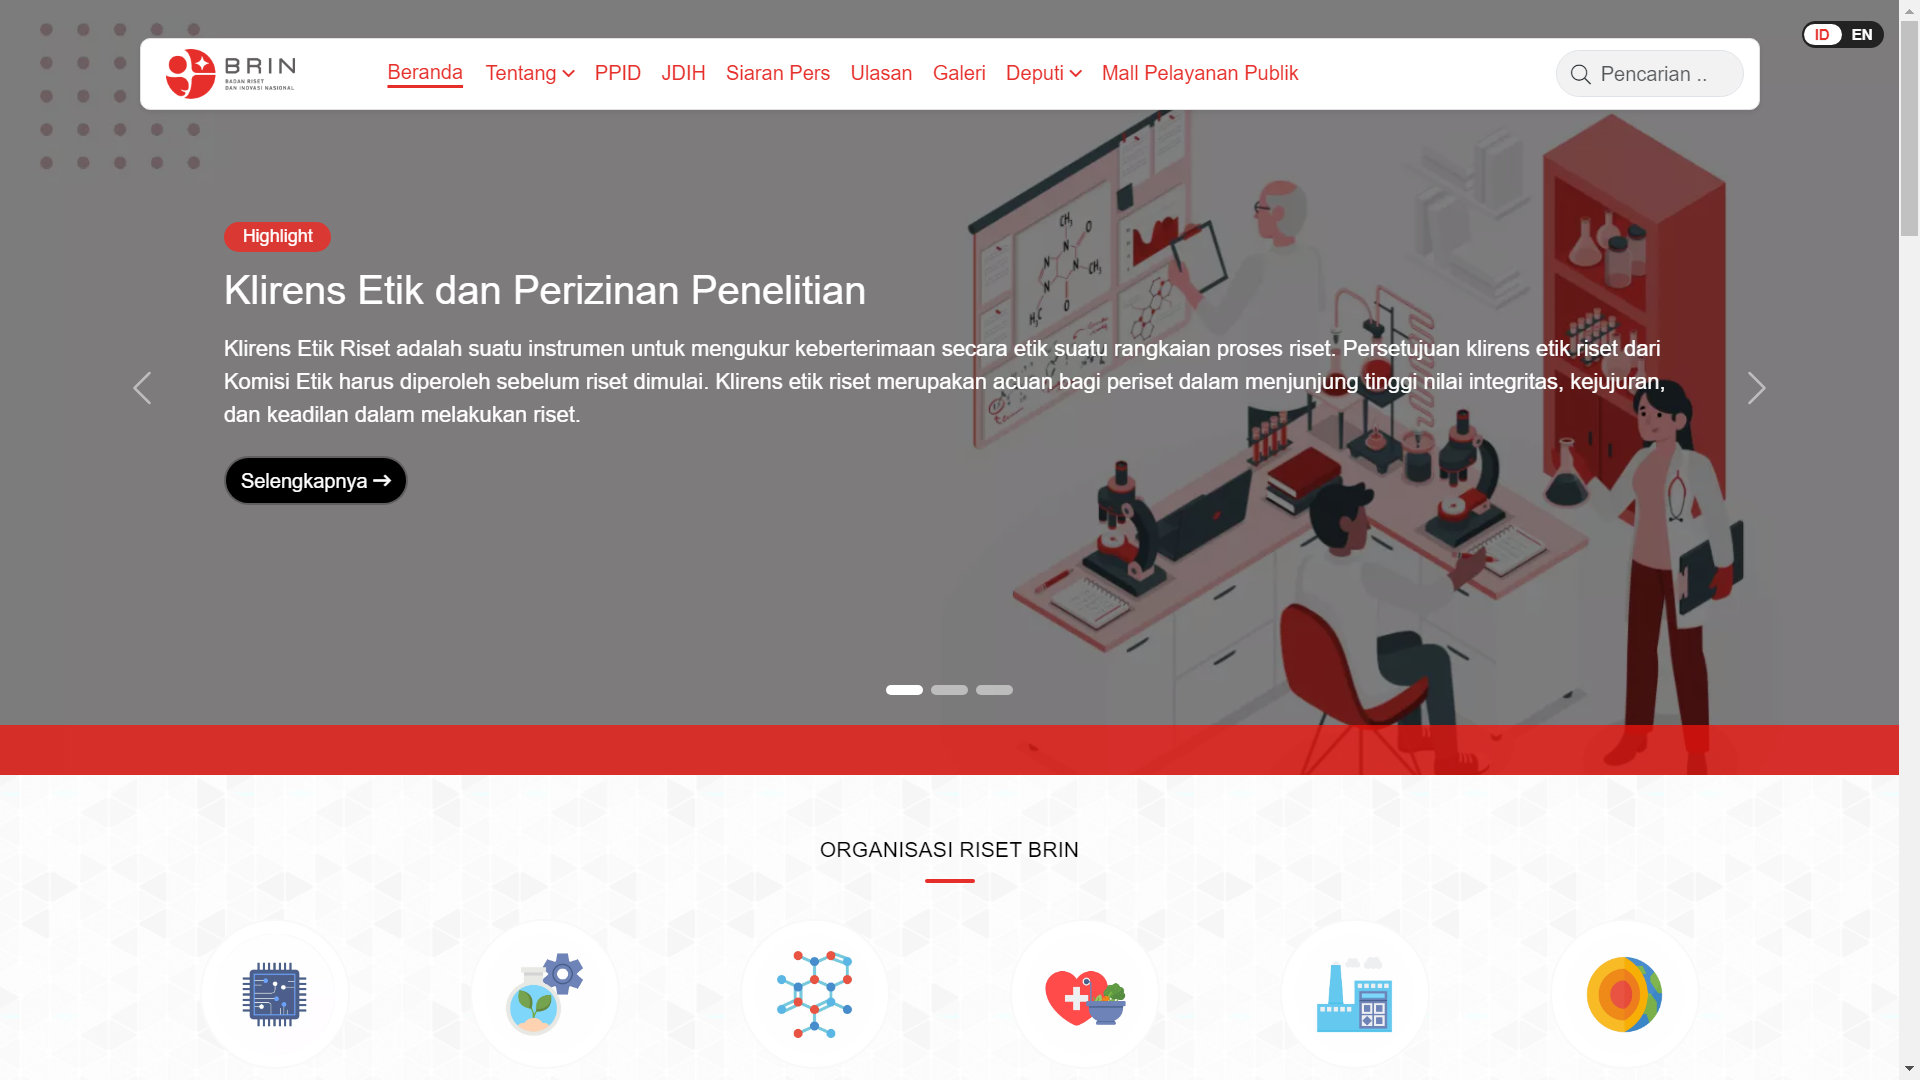 ID EN
BRIN
BADAN RISET
DAN INOVASI NASIONAL
Beranda Tentang PPID JDIH Siaran Pers Ulasan Galeri Deputi Mall Pelayanan Publik
Pencarian ..
Highlight
Klirens Etik dan Perizinan Penelitian
Klirens Etik Riset adalah suatu instrumen untuk mengukur keberterimaan secara etik suatu rangkaian proses riset. Persetujuan klirens etik riset dari
Komisi Etik harus diperoleh sebelum riset dimulai. Klirens etik riset merupakan acuan bagi periset dalam menjunjung tinggi nilai integritas, kejujuran,
dan keadilan dalam melakukan riset.
Selengkapnya →
CH₃
O
N
N
N
N
CH₃
O
H₃C
ORGANISASI RISET BRIN